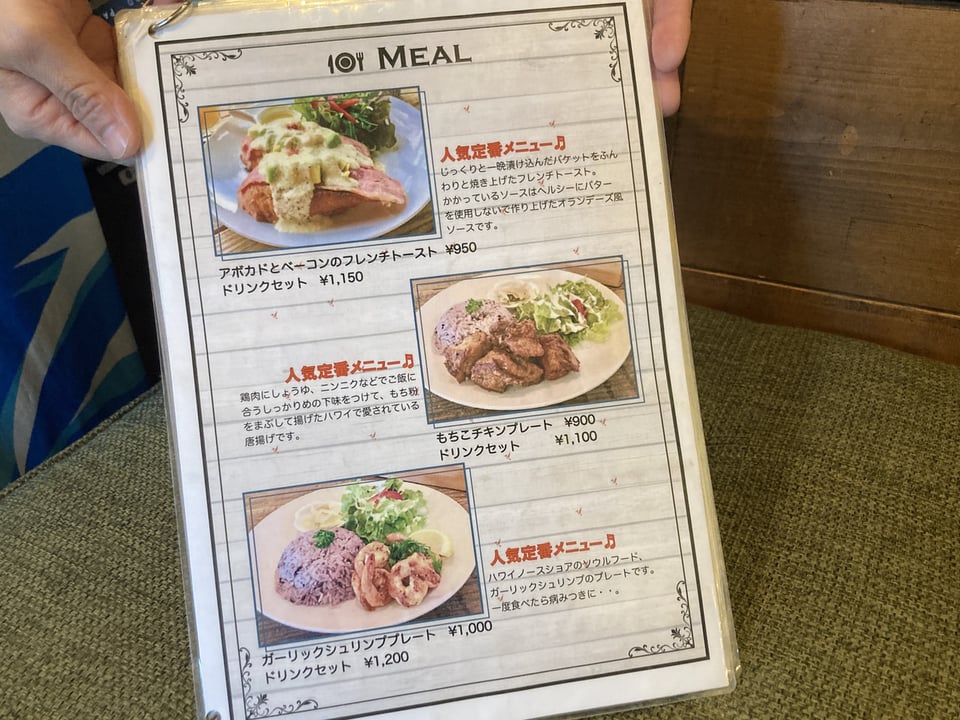 MEAL
人気定番メニュー♬
じっくりと一晩漬け込んだバケットをふん
わりと焼き上げたフレンチトースト。
かかっているソースはヘルシーにバター
を使用しないで作り上げたオランデーズ風
ソースです。
アボカドとベーコンのフレンチトースト ¥950
ドリンクセット ¥1,150
人気定番メニュー♬
鶏肉にしょうゆ、ニンニクなどでご飯に
合うしっかりめの下味をつけて、もち粉
をまぶして揚げたハワイで愛されている
唐揚げです。
もちこチキンプレート ¥900
ドリンクセット ¥1,100
人気定番メニュー♬
ハワイノースショアのソウルフード、
ガーリックシュリンプのプレートです。
一度食べたら病みつきに・・。
ガーリックシュリンププレート ¥1,000
ドリンクセット ¥1,200